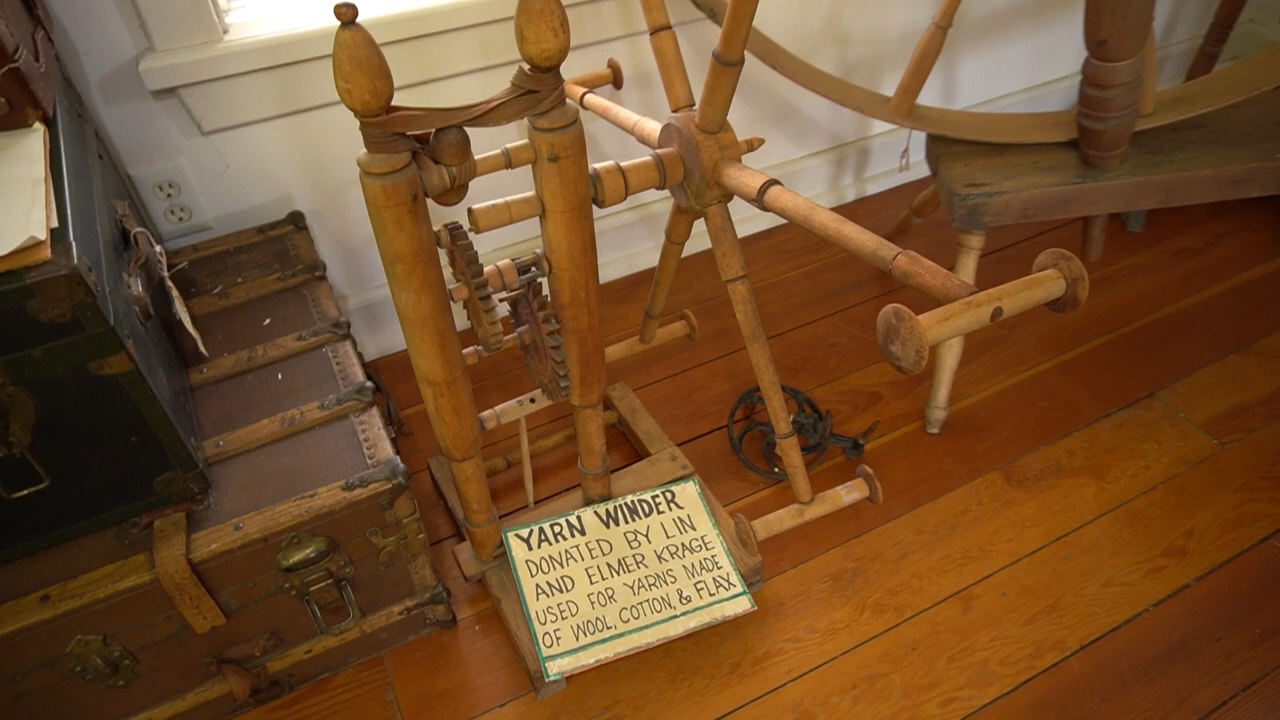 YARN WINDER
DONATED BY LIN
AND ELMER KRAGE
USED FOR YARNS MADE
OF WOOL, COTTON, & FLAX